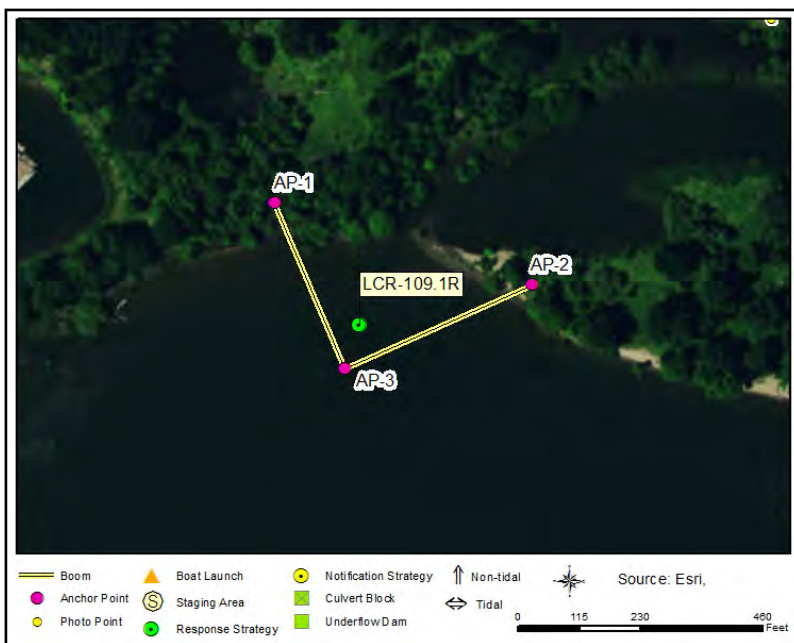 AP-1
AP-2
LCR-109.1R
AP-3
Boom
Boat Launch
Notification Strategy
Non-tidal
Source: Esri,
Anchor Point
S
Staging Area
Culvert Block
Tidal
Photo Point
Response Strategy
Underflow Dam
0 115 230 460
Feet